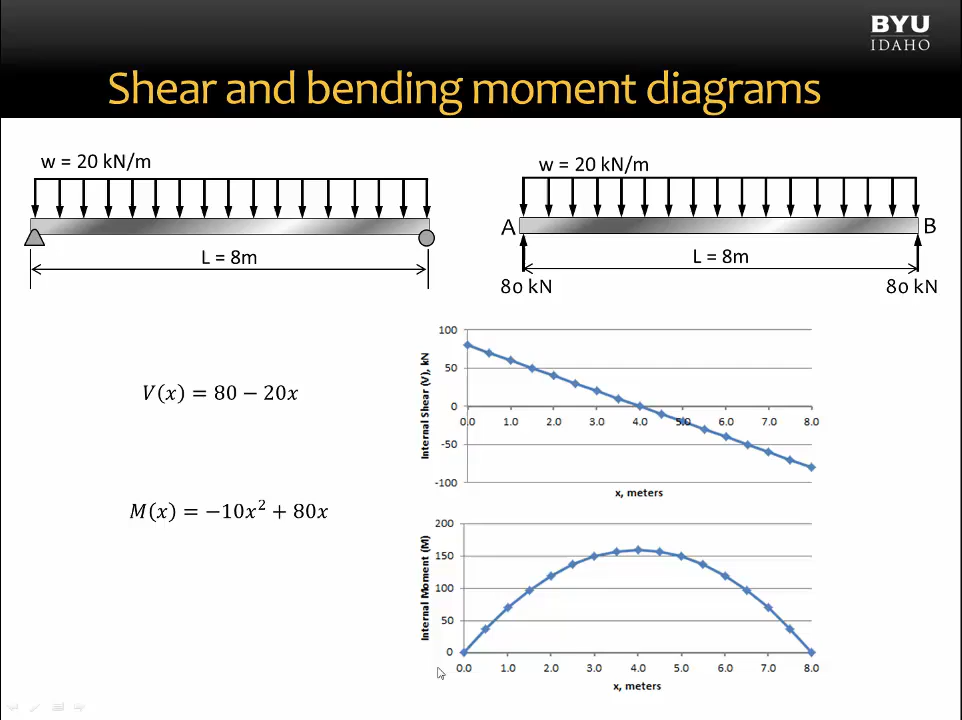 BYU
IDAHO
Shear and bending moment diagrams
w = 20 kN/m
L = 8m
w = 20 kN/m
A
B
L = 8m
80 kN
80 kN
V(x) = 80 − 20x
M(x) = −10x² + 80x
Internal Shear (V), kN
100
50
0
-50
-100
0.0 1.0 2.0 3.0 4.0 5.0 6.0 7.0 8.0
x, meters
Internal Moment (M)
200
150
100
50
0
0.0 1.0 2.0 3.0 4.0 5.0 6.0 7.0 8.0
x, meters